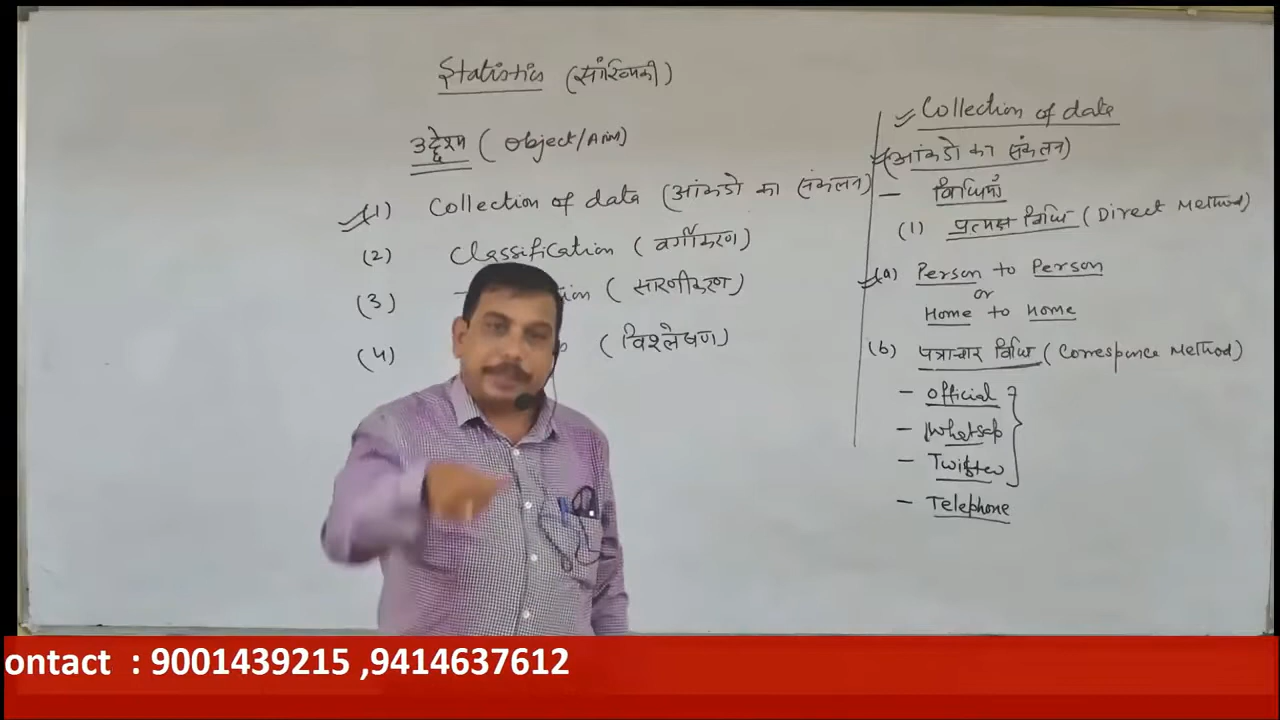 Statistics (सांख्यिकी)
उद्देश्य ( Object/Aim)
(1) Collection of data (आंकडो का संकलन)
(2) Classification ( वर्गीकरण)
(3) ion ( सारणीकरण)
(4) ( विश्लेषण)
Collection of data
(आंकडो का संकलन)
– विधियाँ
(1) प्रत्यक्ष विधि ( Direct Method)
(a) Person to Person
or
Home to Home
(b) पत्राचार विधि ( Correspence Method)
– Official
– Whatsap
– Twitter
– Telephone
ontact : 9001439215 ,9414637612